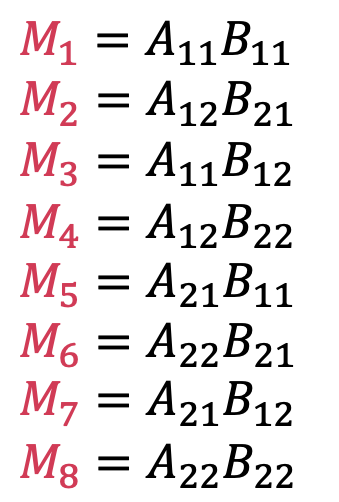 M₁ = A₁₁B₁₁
M₂ = A₁₂B₂₁
M₃ = A₁₁B₁₂
M₄ = A₁₂B₂₂
M₅ = A₂₁B₁₁
M₆ = A₂₂B₂₁
M₇ = A₂₁B₁₂
M₈ = A₂₂B₂₂